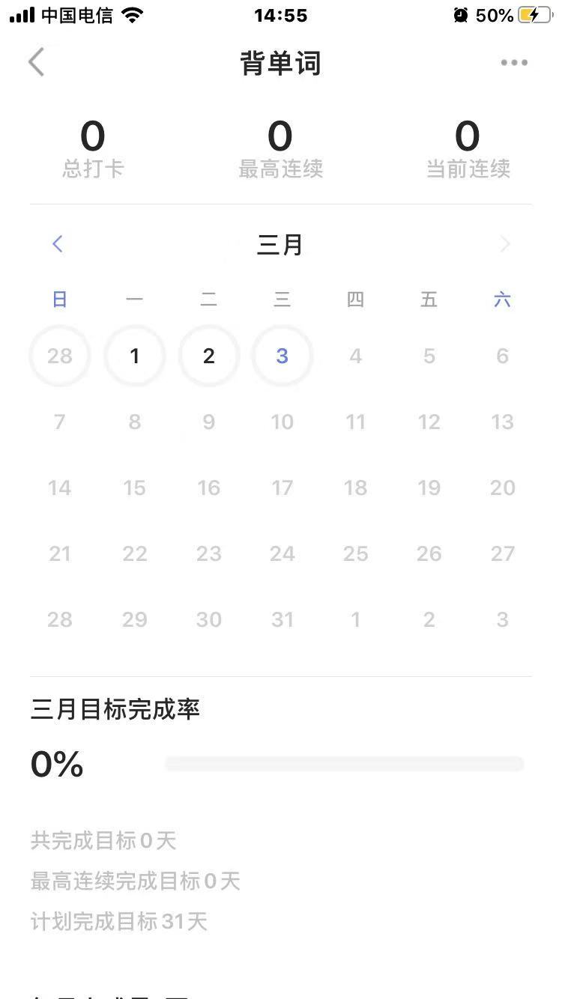 中国电信 14:55 50%
背单词
0 0 0
总打卡 最高连续 当前连续
三月
日 一 二 三 四 五 六
28 1 2 3 4 5 6
7 8 9 10 11 12 13
14 15 16 17 18 19 20
21 22 23 24 25 26 27
28 29 30 31 1 2 3
三月目标完成率
0%
共完成目标0天
最高连续完成目标0天
计划完成目标31天